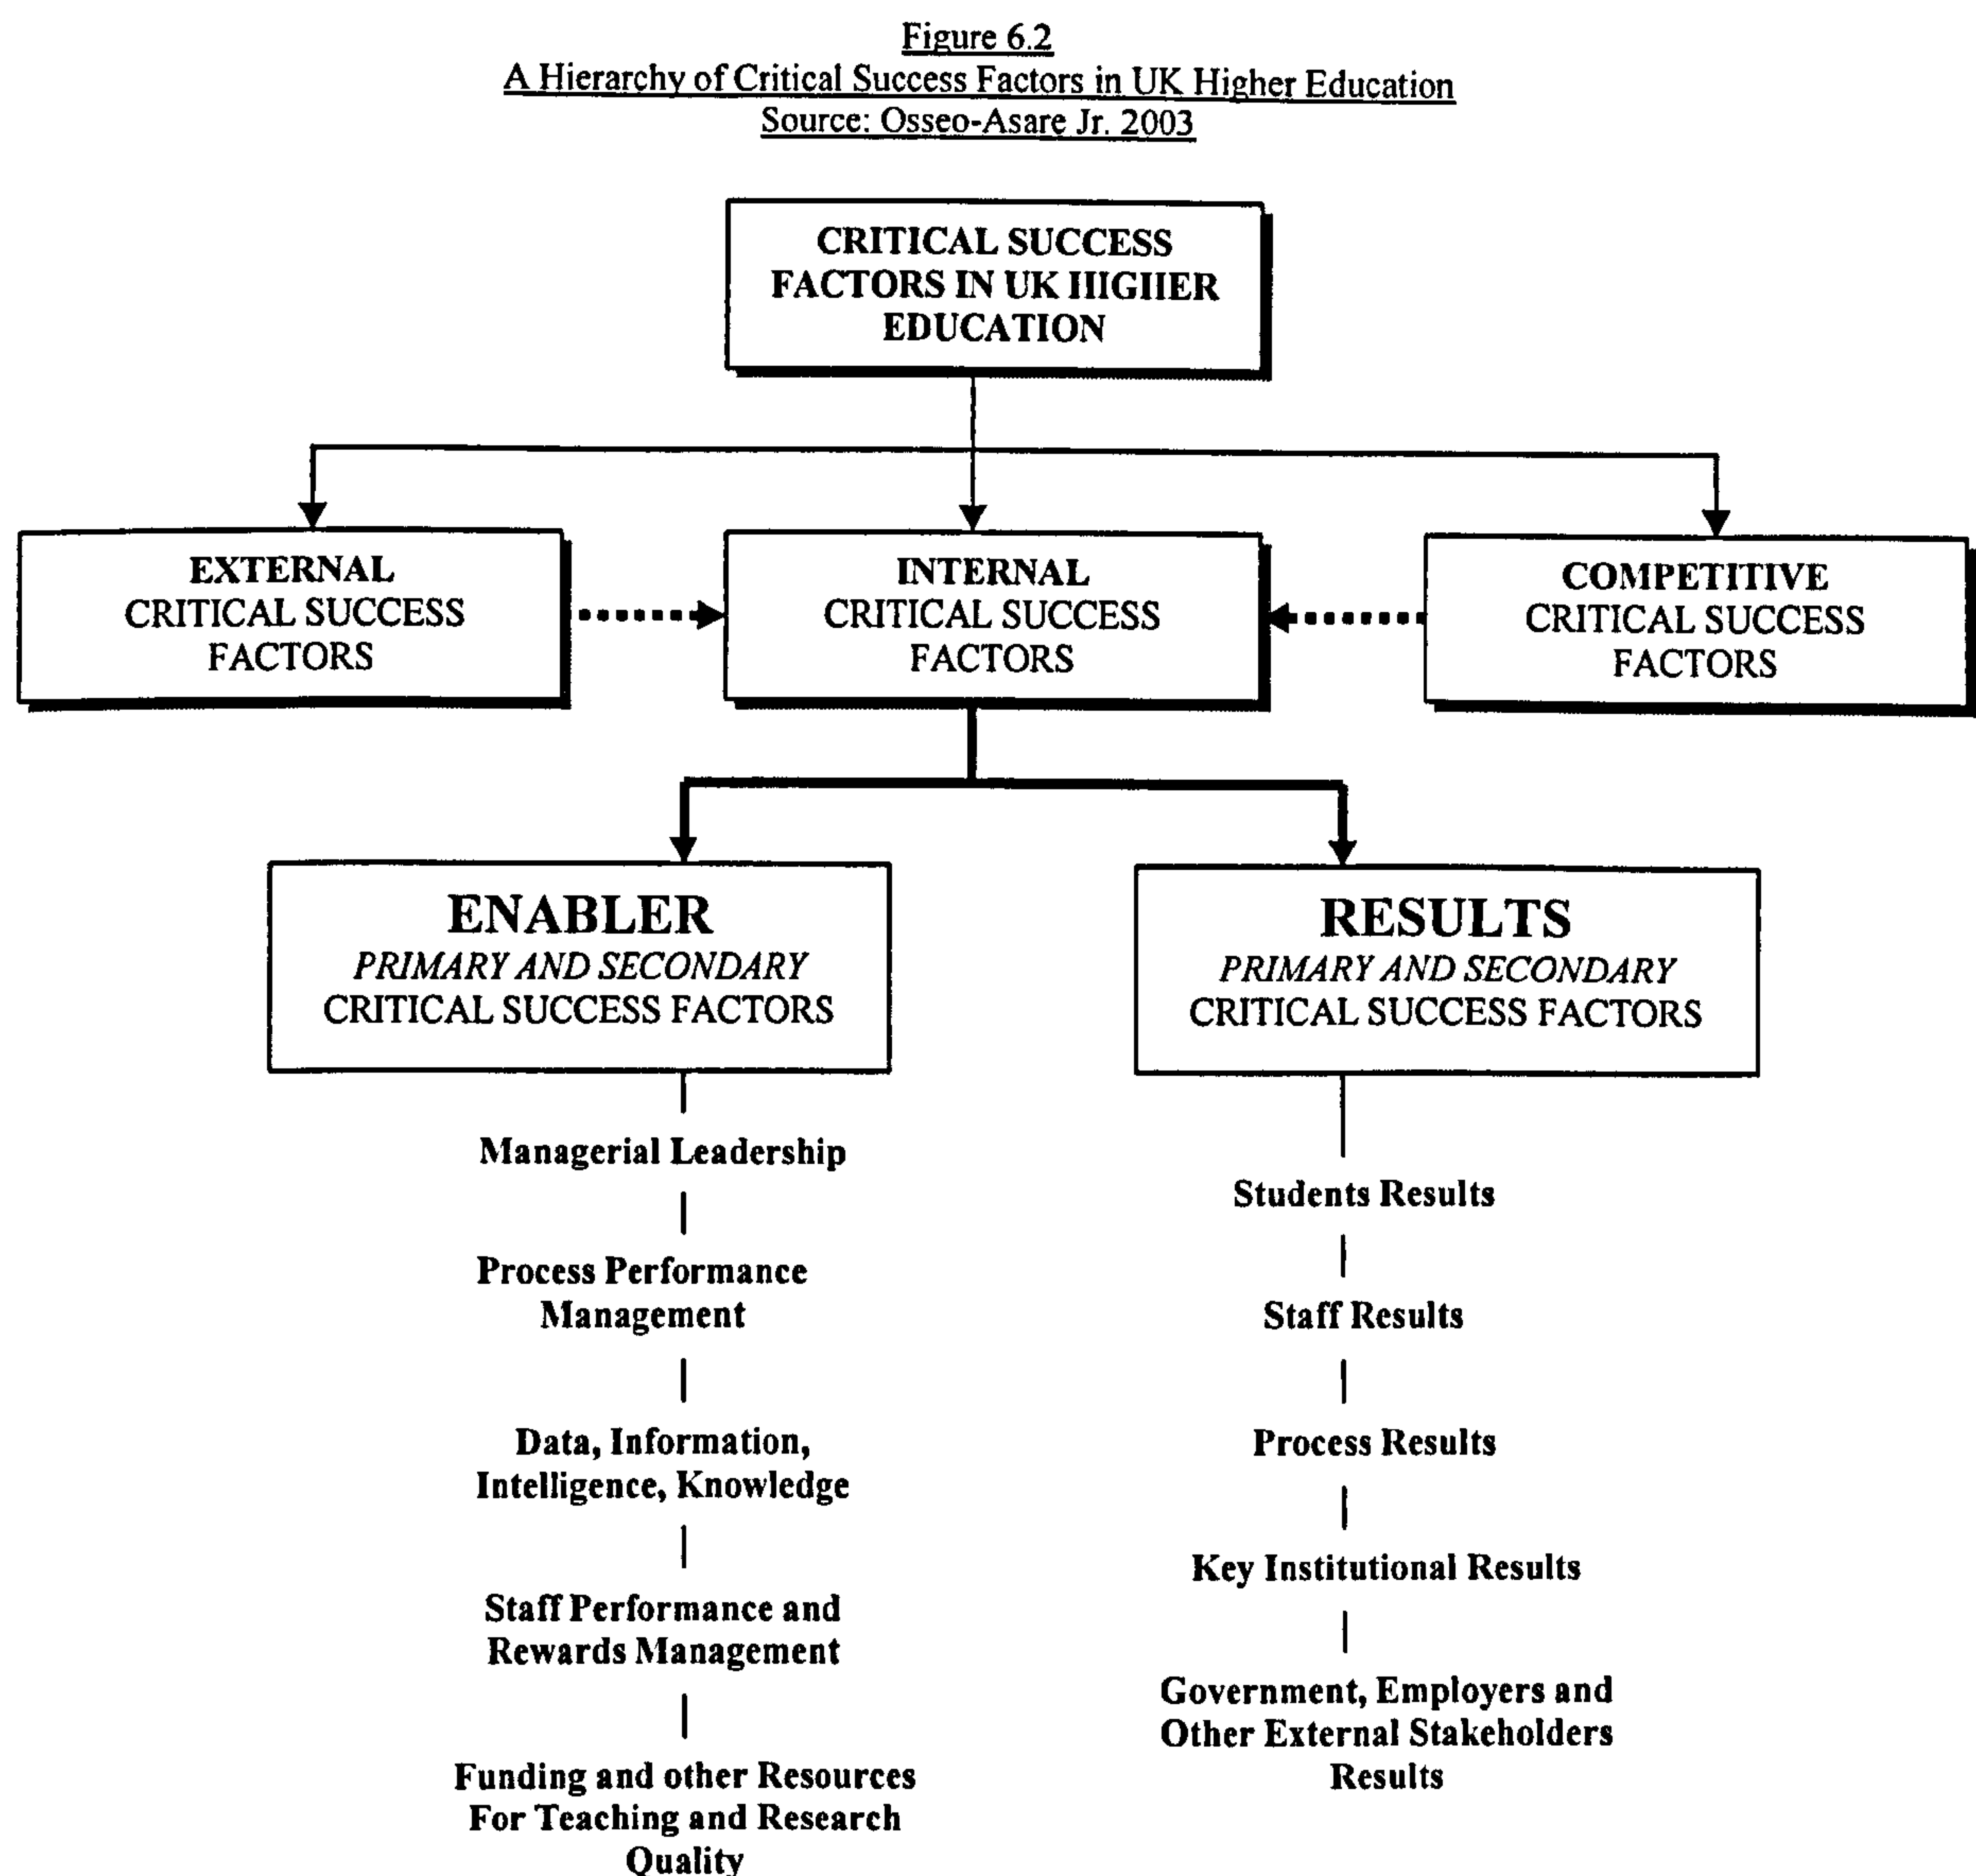 Figure 6.2
A Hierarchy of Critical Success Factors in UK Higher Education
Source: Osseo-Asare Jr. 2003
CRITICAL SUCCESS
FACTORS IN UK HIGHER
EDUCATION
EXTERNAL
CRITICAL SUCCESS
FACTORS
INTERNAL
CRITICAL SUCCESS
FACTORS
COMPETITIVE
CRITICAL SUCCESS
FACTORS
ENABLER
PRIMARY AND SECONDARY
CRITICAL SUCCESS FACTORS
RESULTS
PRIMARY AND SECONDARY
CRITICAL SUCCESS FACTORS
Managerial Leadership
Process Performance
Management
Data, Information,
Intelligence, Knowledge
Staff Performance and
Rewards Management
Funding and other Resources
For Teaching and Research
Quality
Students Results
Staff Results
Process Results
Key Institutional Results
Government, Employers and
Other External Stakeholders
Results